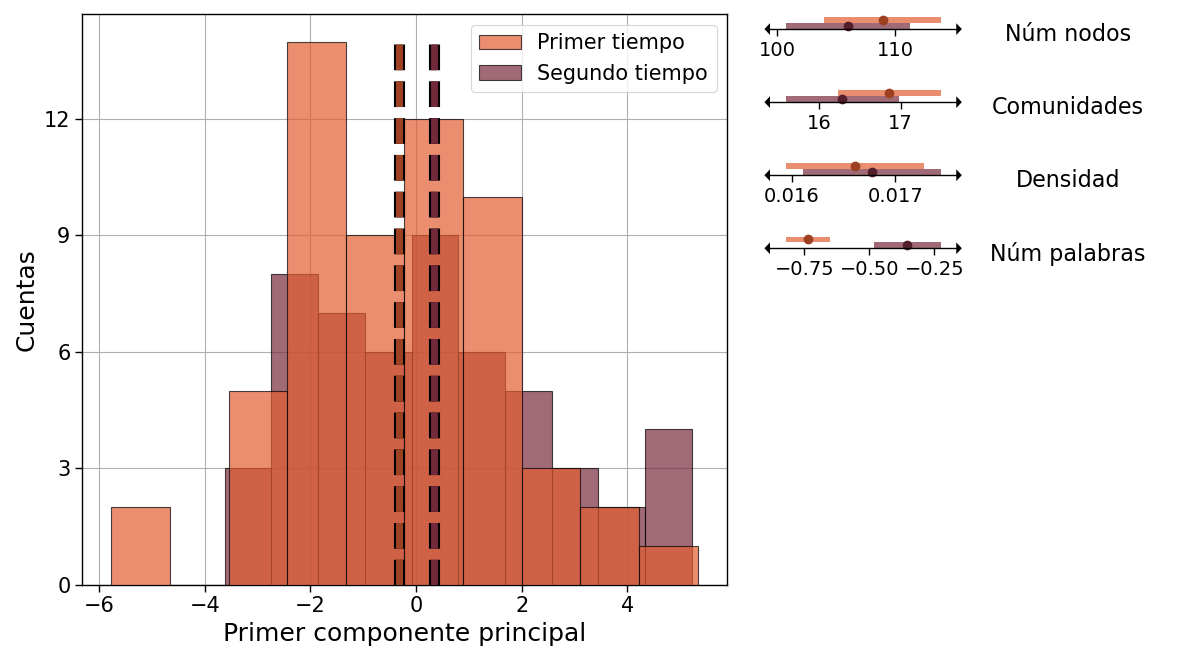 Primer tiempo
Segundo tiempo
Cuentas
12
9
6
3
0
−6 −4 −2 0 2 4
Primer componente principal
100 110 Núm nodos
16 17 Comunidades
0.016 0.017 Densidad
−0.75 −0.50 −0.25 Núm palabras